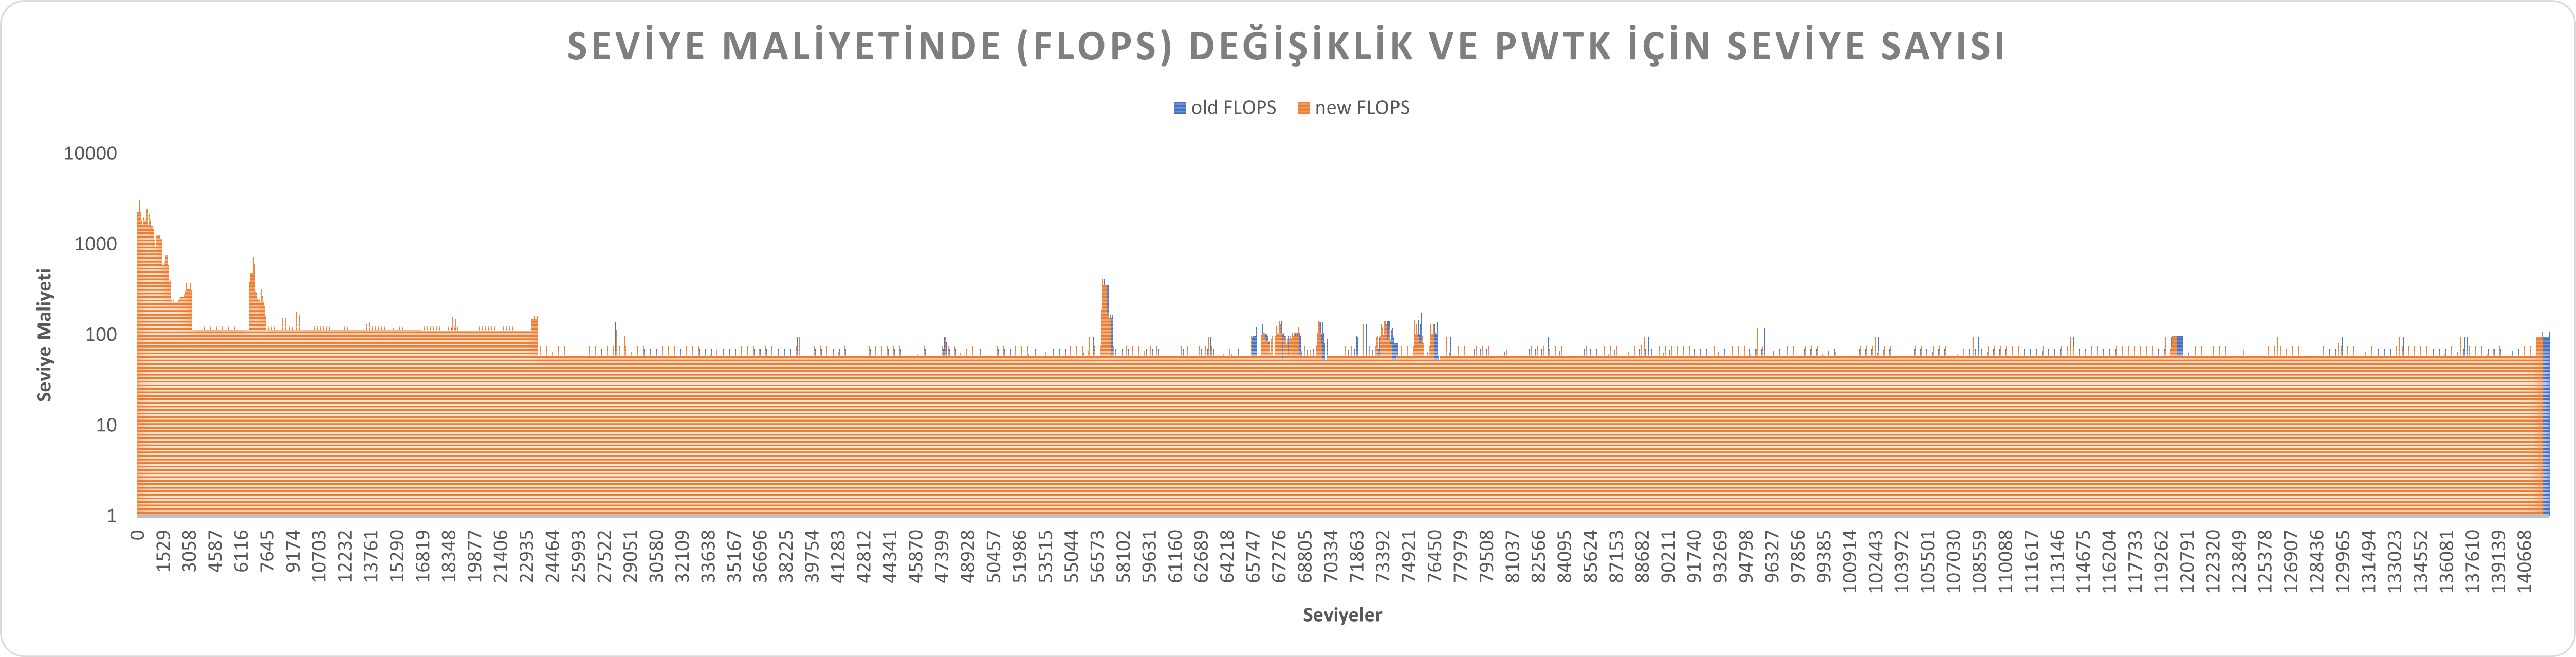 SEVİYE MALİYETİNDE (FLOPS) DEĞİŞİKLİK VE PWTK İÇİN SEVİYE SAYISI
old FLOPS new FLOPS
Seviye Maliyeti
10000
1000
100
10
1
0 1529 3058 4587 6116 7645 9174 10703 12232 13761 15290 16819 18348 19877 21406 22935 24464 25993 27522 29051 30580 32109 33638 35167 36696 38225 39754 41283 42812 44341 45870 47399 48928 50457 51986 53515 55044 56573 58102 59631 61160 62689 64218 65747 67276 68805 70334 71863 73392 74921 76450 77979 79508 81037 82566 84095 85624 87153 88682 90211 91740 93269 94798 96327 97856 99385 100914 102443 103972 105501 107030 108559 110088 111617 113146 114675 116204 117733 119262 120791 122320 123849 125378 126907 128436 129965 131494 133023 134552 136081 137610 139139 140668
Seviyeler